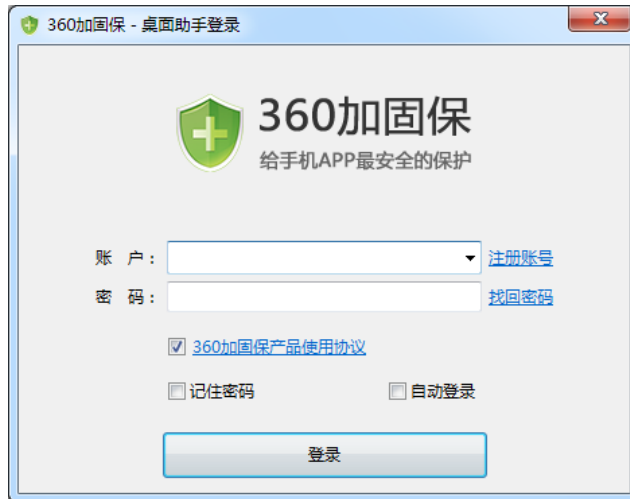 360加固保 - 桌面助手登录
360加固保
给手机APP最安全的保护
账 户： 注册账号
密 码： 找回密码
360加固保产品使用协议
记住密码 自动登录
登录